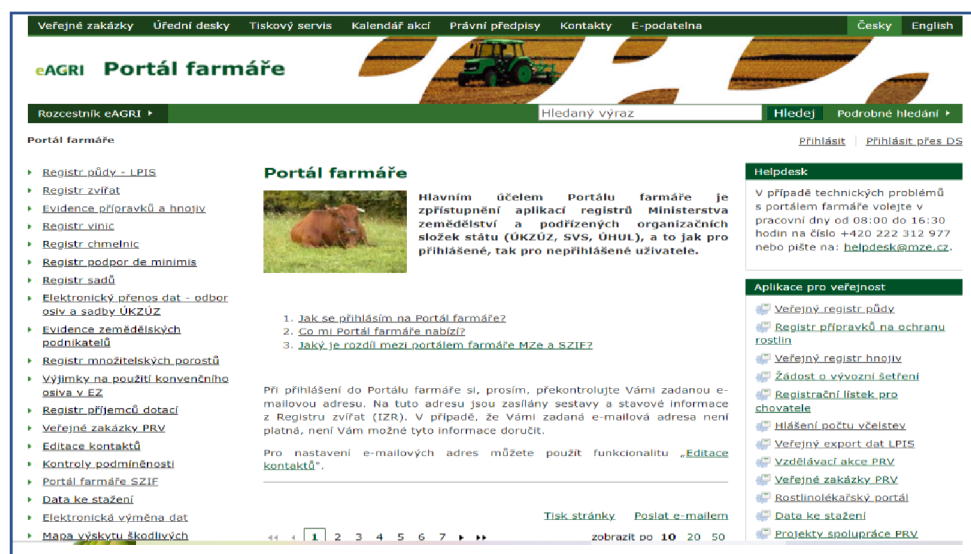 Veřejné zakázky Úřední desky Tiskový servis Kalendář akcí Právní předpisy Kontakty E-podatelna Česky English
eAGRI Portál farmáře
Rozcestník eAGRI
Hledaný výraz Hledej Podrobné hledání
Portál farmáře
Přihlásit Přihlásit přes DS
Registr půdy - LPIS
Registr zvířat
Evidence přípravků a hnojiv
Registr vinic
Registr chmelnic
Registr podpor de minimis
Registr sadů
Elektronický přenos dat - odbor
osiv a sadby ÚKZÚZ
Evidence zemědělských
podnikatelů
Registr množitelských porostů
Výjimky na použití konvenčního
osiva v EZ
Registr příjemců dotací
Veřejné zakázky PRV
Editace kontaktů
Kontroly podmíněnosti
Portál farmáře SZIF
Data ke stažení
Elektronická výměna dat
Mapa výskytu škodlivých
Portál farmáře
Hlavním účelem Portálu farmáře je
zpřístupnění aplikací registrů Ministerstva
zemědělství a podřízených organizačních
složek státu (ÚKZÚZ, SVS, ÚHUL), a to jak pro
přihlášené, tak pro nepřihlášené uživatele.
1. Jak se přihlásím na Portál farmáře?
2. Co mi Portál farmáře nabízí?
3. Jaký je rozdíl mezi portálem farmáře MZe a SZIF?
Při přihlášení do Portálu farmáře si, prosím, překontrolujte Vámi zadanou e-
mailovou adresu. Na tuto adresu jsou zasílány sestavy a stavové informace
z Registru zvířat (IZR). V případě, že Vámi zadaná e-mailová adresa není
platná, není Vám možné tyto informace doručit.
Pro nastavení e-mailových adres můžete použít funkcionalitu „Editace
kontaktů".
Tisk stránky Poslat e-mailem
1 2 3 4 5 6 7 zobrazit po 10 20 50
Helpdesk
V případě technických problémů
s portálem farmáře volejte v
pracovní dny od 08:00 do 16:30
hodin na číslo +420 222 312 977
nebo pište na: helpdesk@mze.cz.
Aplikace pro veřejnost
Veřejný registr půdy
Registr přípravků na ochranu
rostlin
Veřejný registr hnojiv
Žádost o vývozní šetření
Registrační lístek pro
chovatele
Hlášení počtu včelstev
Veřejný export dat LPIS
Vzdělávací akce PRV
Veřejné zakázky PRV
Rostlinolékařský portál
Data ke stažení
Projekty spolupráce PRV